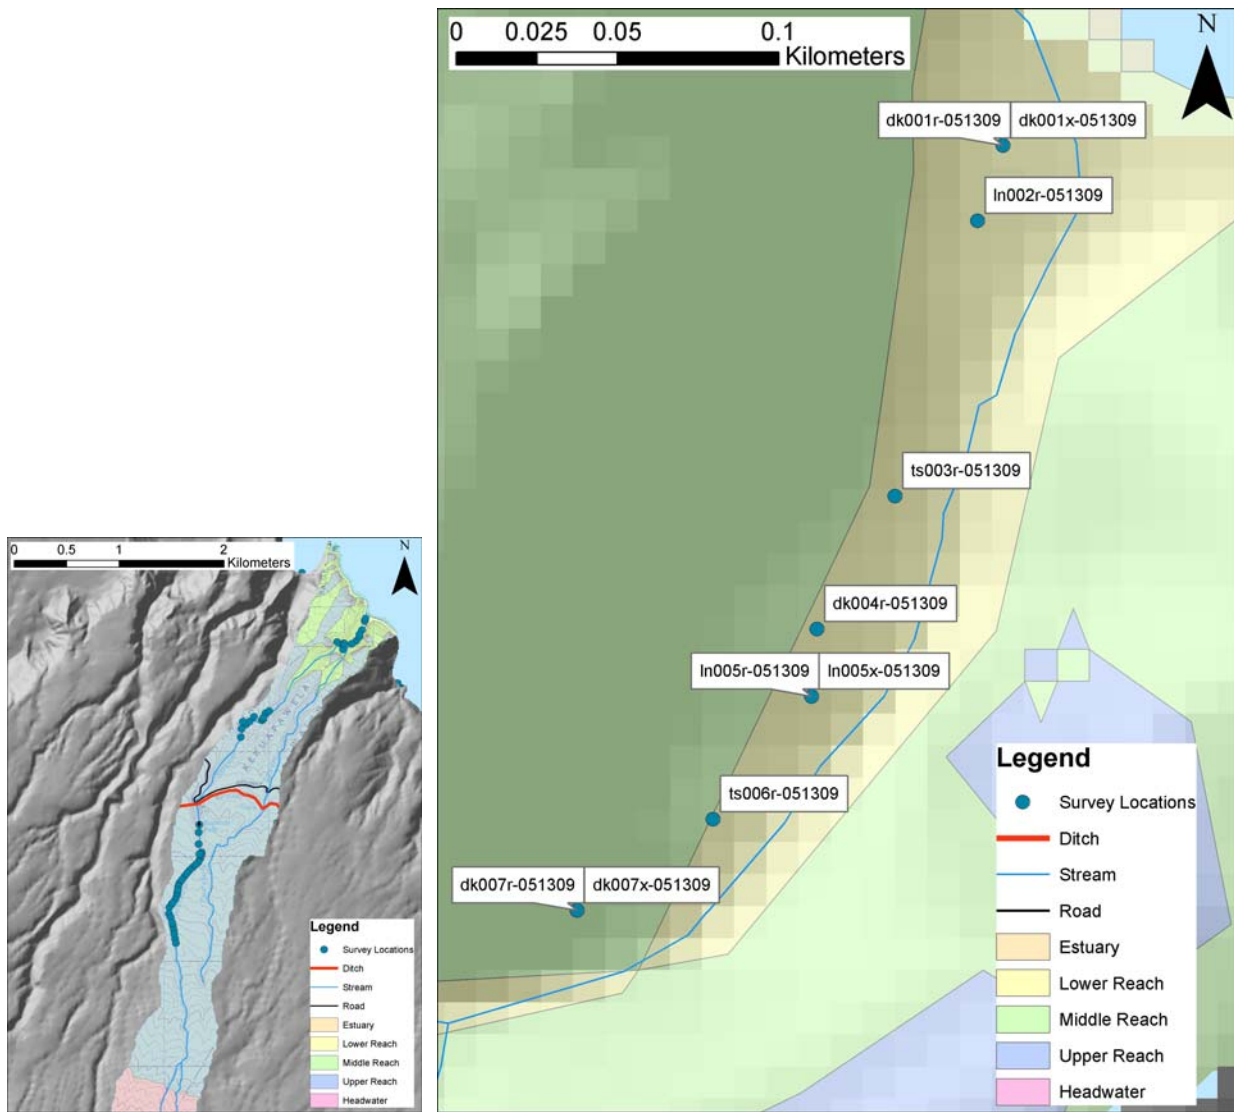 0 0.5 1 2
Kilometers
N
Legend
Survey Locations
Ditch
Stream
Road
Estuary
Lower Reach
Middle Reach
Upper Reach
Headwater
0 0.025 0.05 0.1
Kilometers
N
dk001r-051309 dk001x-051309
ln002r-051309
ts003r-051309
dk004r-051309
ln005r-051309 ln005x-051309
ts006r-051309
dk007r-051309 dk007x-051309
Legend
Survey Locations
Ditch
Stream
Road
Estuary
Lower Reach
Middle Reach
Upper Reach
Headwater